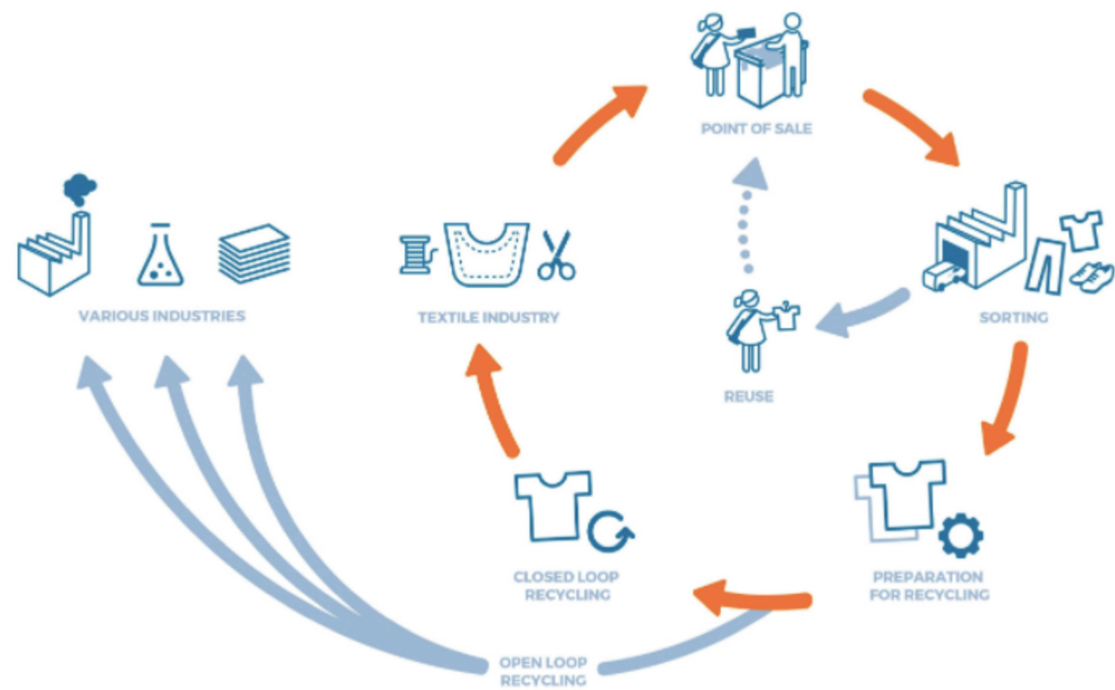 POINT OF SALE
VARIOUS INDUSTRIES
TEXTILE INDUSTRY
SORTING
REUSE
CLOSED LOOP
RECYCLING
PREPARATION
FOR RECYCLING
OPEN LOOP
RECYCLING